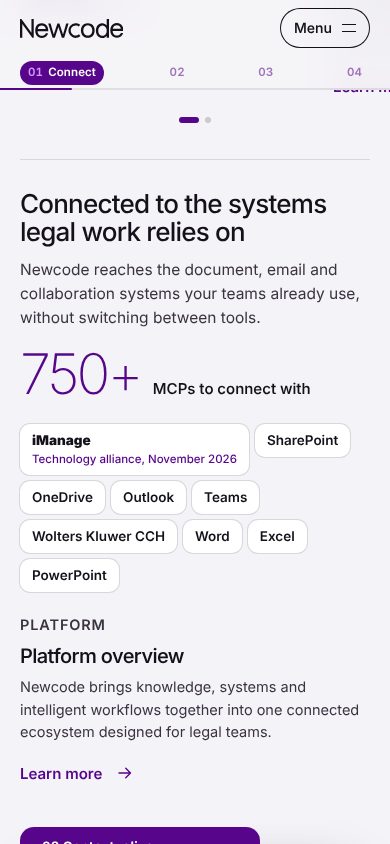 Newcode
Menu
01 Connect
02
03
04
Connected to the systems
legal work relies on
Newcode reaches the document, email and
collaboration systems your teams already use,
without switching between tools.
750+ MCPs to connect with
iManage
Technology alliance, November 2026
SharePoint
OneDrive
Outlook
Teams
Wolters Kluwer CCH
Word
Excel
PowerPoint
PLATFORM
Platform overview
Newcode brings knowledge, systems and
intelligent workflows together into one connected
ecosystem designed for legal teams.
Learn more